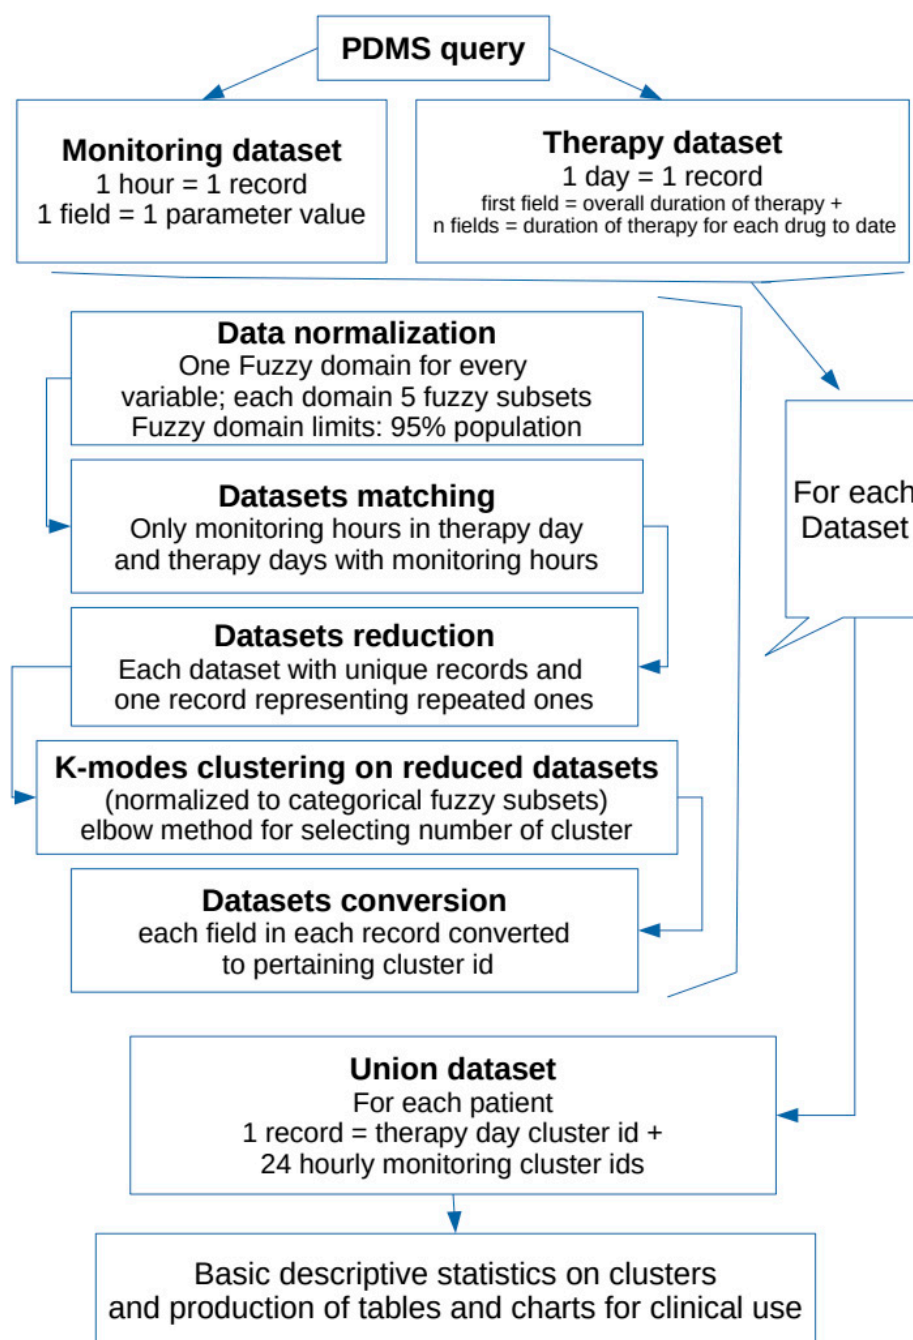 PDMS query
Monitoring dataset
1 hour = 1 record
1 field = 1 parameter value
Therapy dataset
1 day = 1 record
first field = overall duration of therapy +
n fields = duration of therapy for each drug to date
Data normalization
One Fuzzy domain for every
variable; each domain 5 fuzzy subsets
Fuzzy domain limits: 95% population
Datasets matching
Only monitoring hours in therapy day
and therapy days with monitoring hours
Datasets reduction
Each dataset with unique records and
one record representing repeated ones
K-modes clustering on reduced datasets
(normalized to categorical fuzzy subsets)
elbow method for selecting number of cluster
Datasets conversion
each field in each record converted
to pertaining cluster id
For each
Dataset
Union dataset
For each patient
1 record = therapy day cluster id +
24 hourly monitoring cluster ids
Basic descriptive statistics on clusters
and production of tables and charts for clinical use